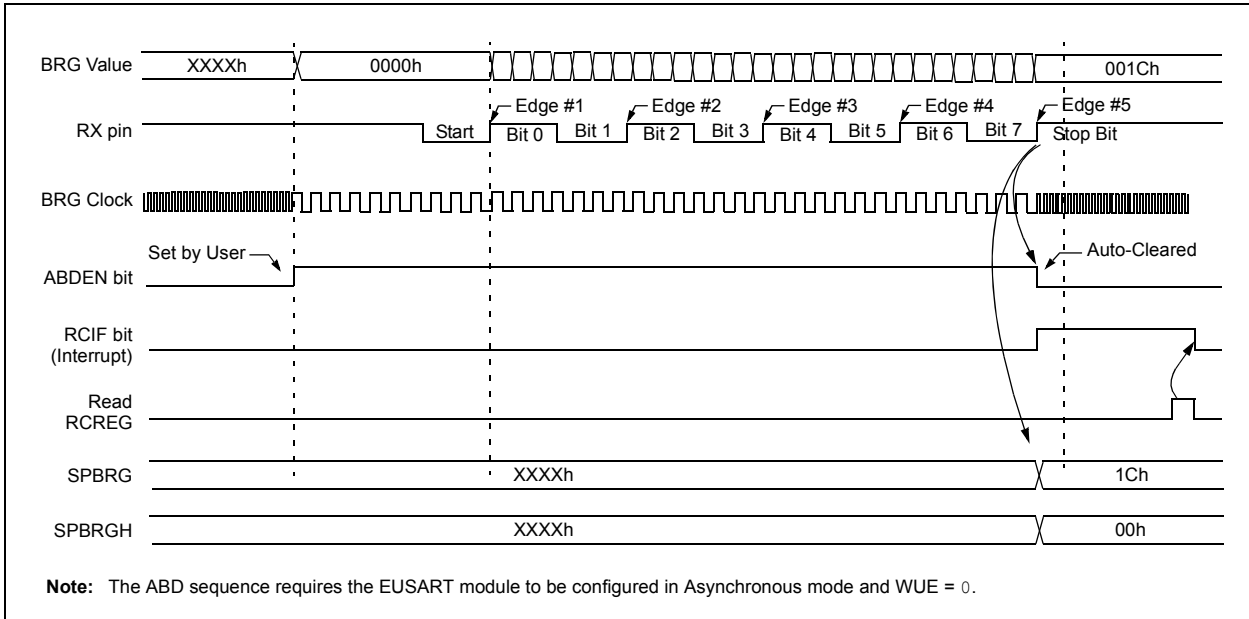 BRG Value XXXXh 0000h 001Ch
Edge #1 Edge #2 Edge #3 Edge #4 Edge #5
RX pin Start Bit 0 Bit 1 Bit 2 Bit 3 Bit 4 Bit 5 Bit 6 Bit 7 Stop Bit
BRG Clock
Set by User Auto-Cleared
ABDEN bit
RCIF bit
(Interrupt)
Read
RCREG
SPBRG XXXXh 1Ch
SPBRGH XXXXh 00h
Note: The ABD sequence requires the EUSART module to be configured in Asynchronous mode and WUE = 0.